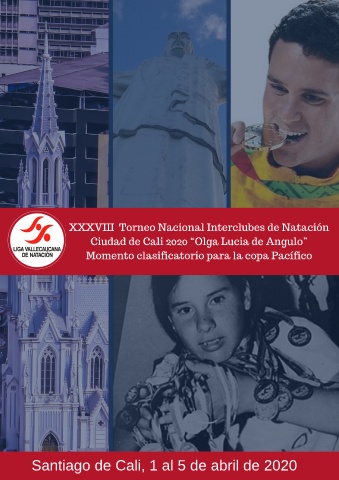 XXXVIII Torneo Nacional Interclubes de Natación
Ciudad de Cali 2020 “Olga Lucia de Angulo”
Momento clasificatorio para la copa Pacífico
LIGA VALLECAUCANA
DE NATACIÓN
Santiago de Cali, 1 al 5 de abril de 2020